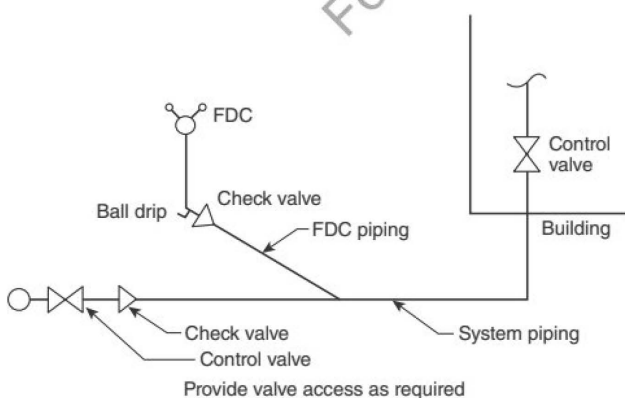 FDC
Control
valve
Check valve
Ball drip
FDC piping
Building
System piping
Check valve
Control valve
Provide valve access as required